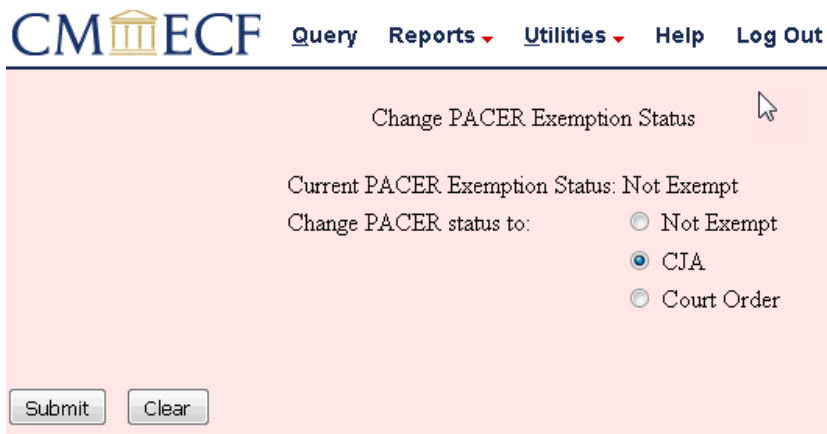 CM ECF Query Reports Utilities Help Log Out
Change PACER Exemption Status
Current PACER Exemption Status: Not Exempt
Change PACER status to: Not Exempt
CJA
Court Order
Submit Clear